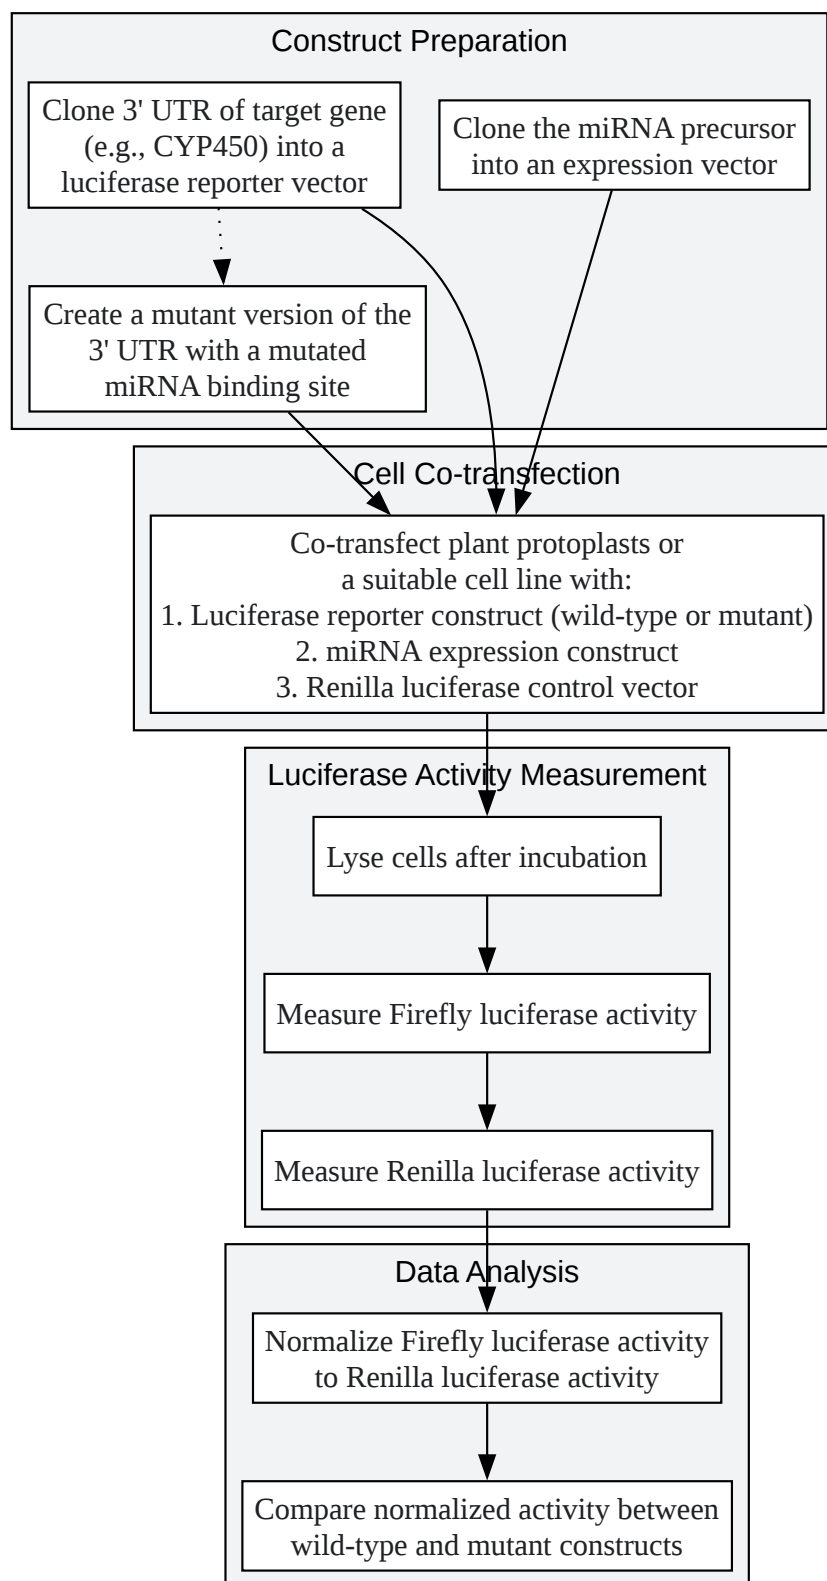 Construct Preparation
Clone 3' UTR of target gene
(e.g., CYP450) into a
luciferase reporter vector
Clone the miRNA precursor
into an expression vector
Create a mutant version of the
3' UTR with a mutated
miRNA binding site
Cell Co-transfection
Co-transfect plant protoplasts or
a suitable cell line with:
1. Luciferase reporter construct (wild-type or mutant)
2. miRNA expression construct
3. Renilla luciferase control vector
Luciferase Activity Measurement
Lyse cells after incubation
Measure Firefly luciferase activity
Measure Renilla luciferase activity
Data Analysis
Normalize Firefly luciferase activity
to Renilla luciferase activity
Compare normalized activity between
wild-type and mutant constructs